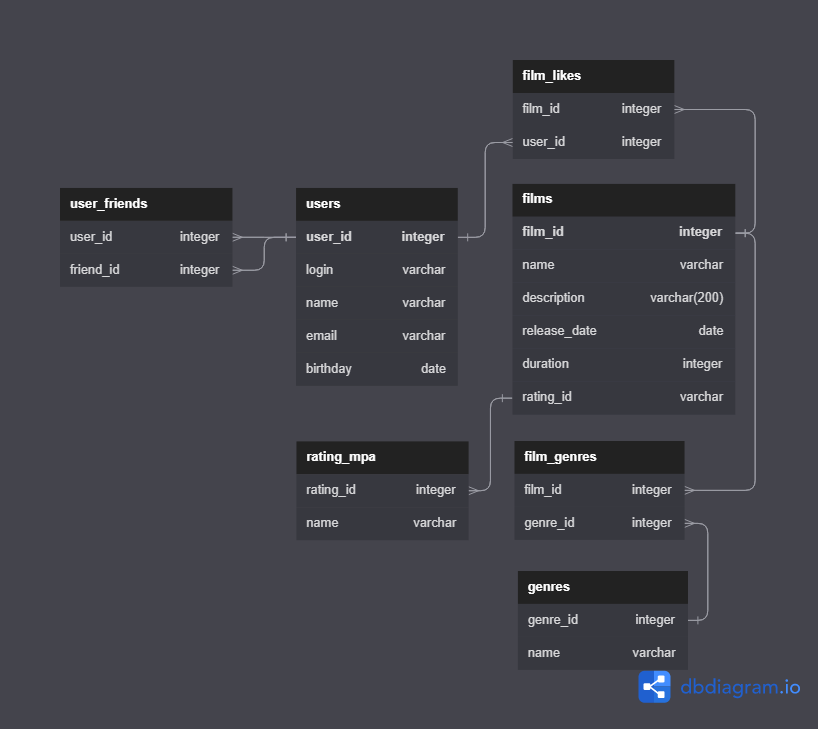 film_likes
film_id integer
user_id integer
user_friends
user_id integer
friend_id integer
users
user_id integer
login varchar
name varchar
email varchar
birthday date
films
film_id integer
name varchar
description varchar(200)
release_date date
duration integer
rating_id varchar
rating_mpa
rating_id integer
name varchar
film_genres
film_id integer
genre_id integer
genres
genre_id integer
name varchar
dbdiagram.io